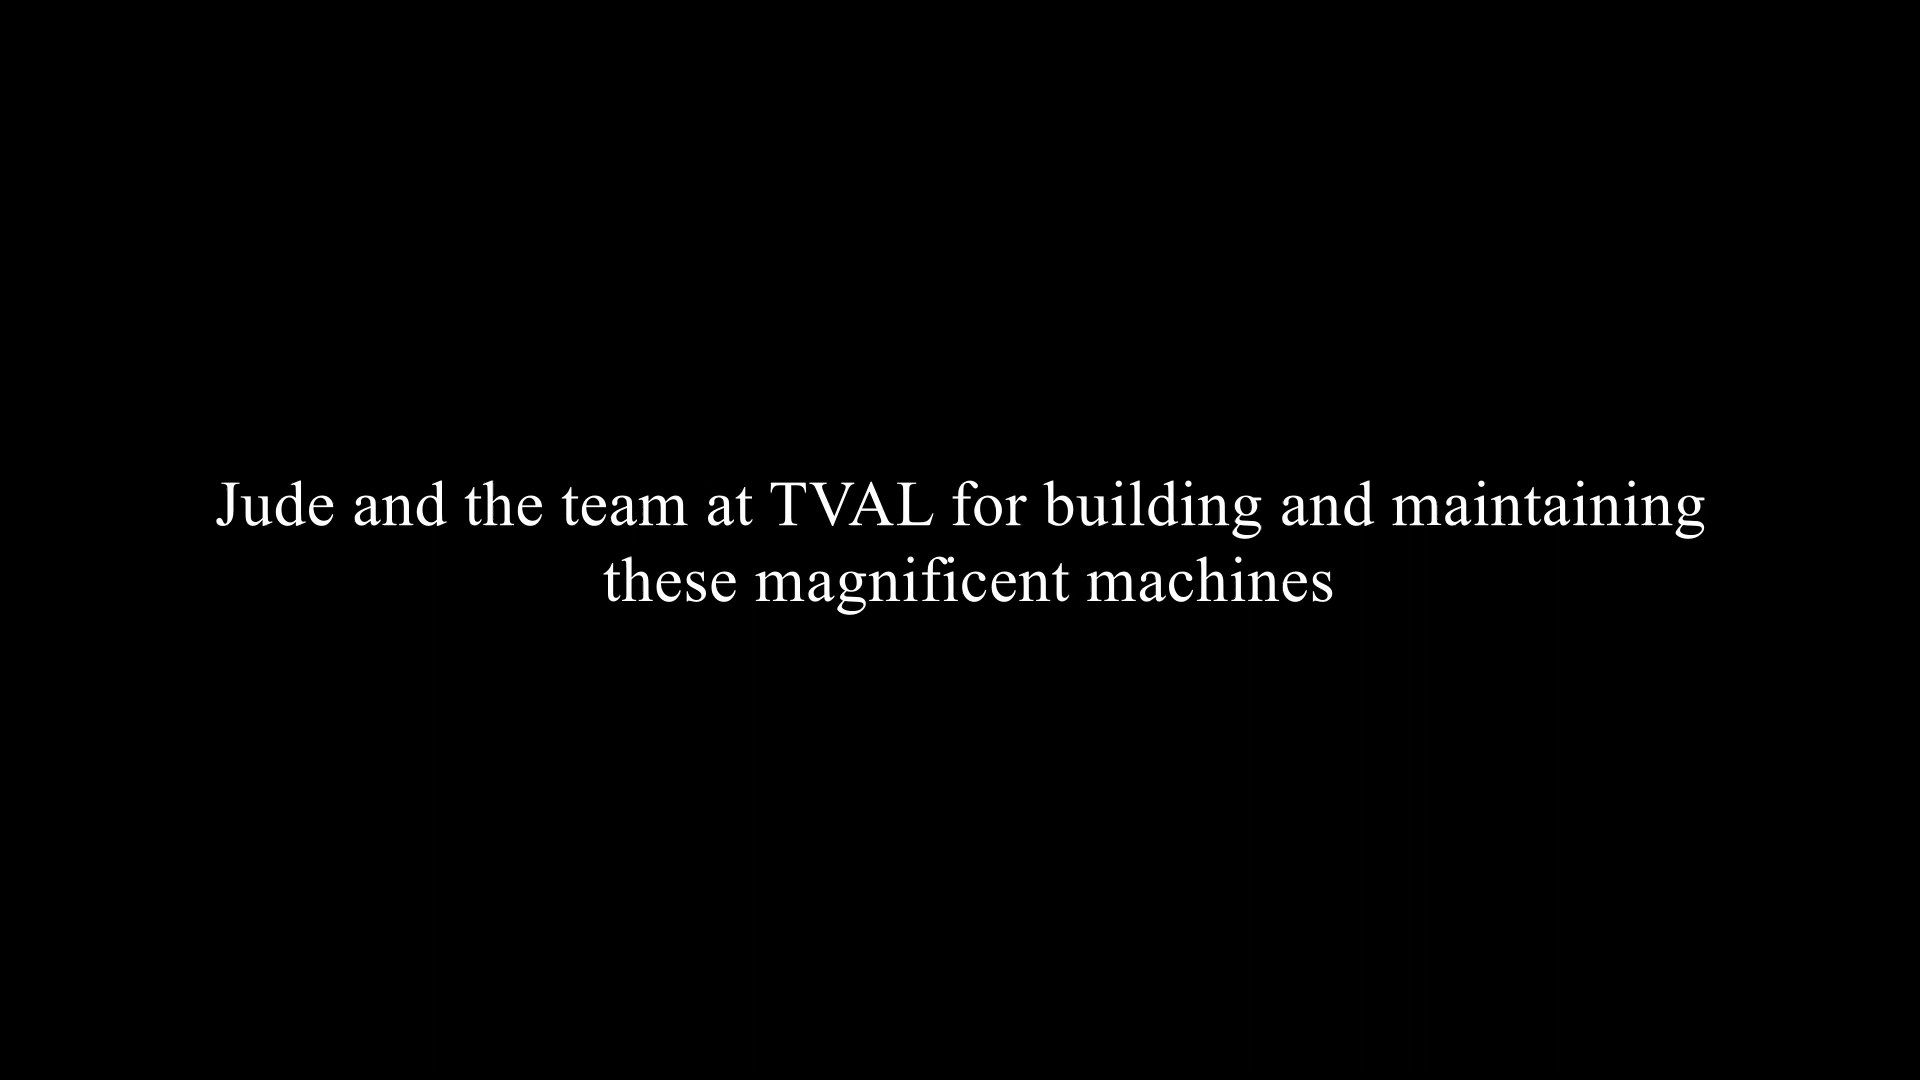 Jude and the team at TVAL for building and maintaining
these magnificent machines